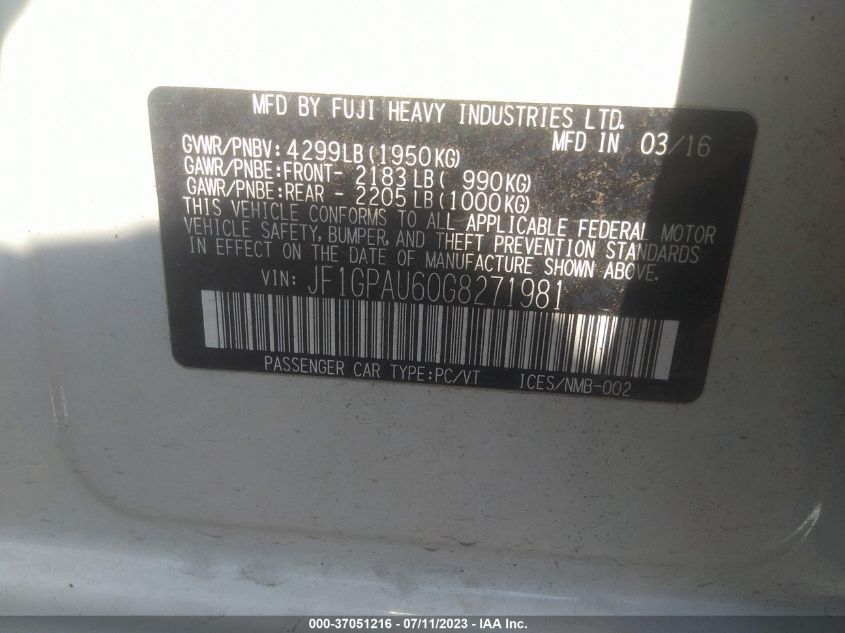 MFD BY FUJI HEAVY INDUSTRIES LTD.
MFD IN 03/16
GVWR/PNBV: 4299LB(1950KG)
GAWR/PNBE:FRONT- 2183LB( 990KG)
GAWR/PNBE:REAR - 2205LB(1000KG)
THIS VEHICLE CONFORMS TO ALL APPLICABLE FEDERAL MOTOR
VEHICLE SAFETY, BUMPER, AND THEFT PREVENTION STANDARDS
IN EFFECT ON THE DATE OF MANUFACTURE SHOWN ABOVE.
VIN: JF1GPAU60G8271981
PASSENGER CAR TYPE:PC/VT ICES/NMB-002
000-37051216 - 07/11/2023 - IAA Inc.